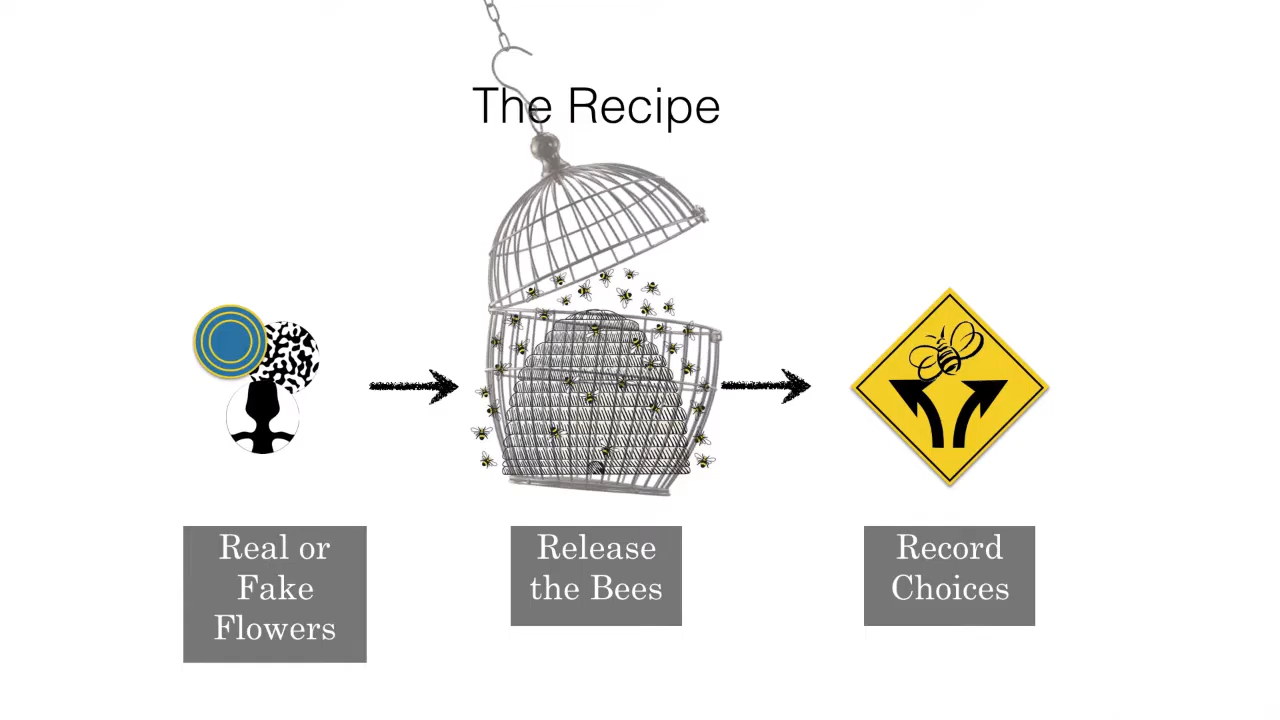 The Recipe
Real or
Fake
Flowers
Release
the Bees
Record
Choices